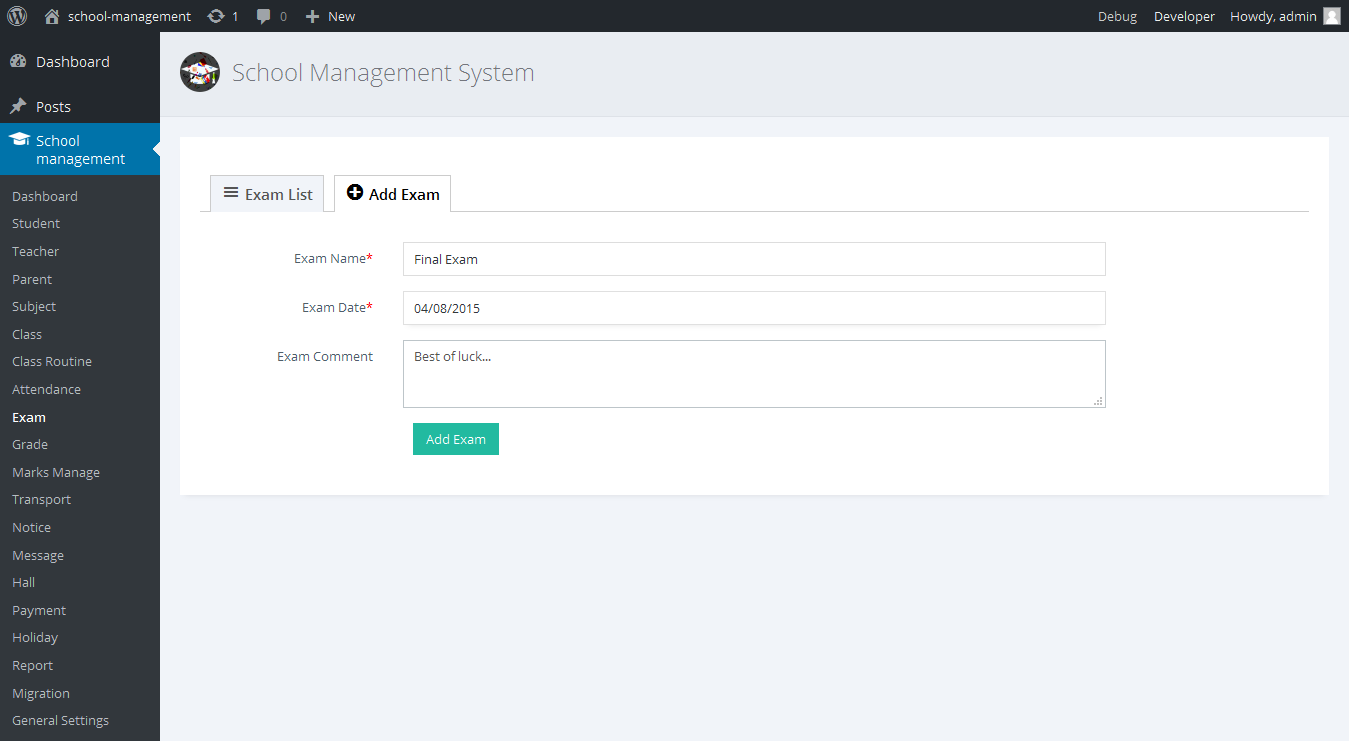 school-management 1 0 New Debug Developer Howdy, admin
Dashboard
Posts
School
management
Dashboard
Student
Teacher
Parent
Subject
Class
Class Routine
Attendance
Exam
Grade
Marks Manage
Transport
Notice
Message
Hall
Payment
Holiday
Report
Migration
General Settings
School Management System
Exam List Add Exam
Exam Name* Final Exam
Exam Date* 04/08/2015
Exam Comment Best of luck...
Add Exam